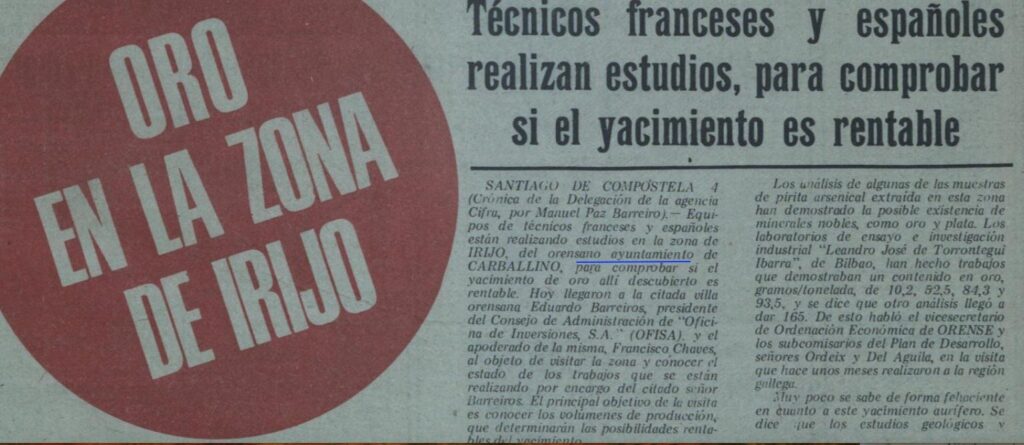 ORO
EN LA ZONA
DE IRIJO
Técnicos franceses y españoles
realizan estudios, para comprobar
si el yacimiento es rentable
SANTIAGO DE COMPOSTELA 4
(Crónica de la Delegación de la agencia
Cifra, por Manuel Paz Barreiro).— Equi-
pos de técnicos franceses y españoles
están realizando estudios en la zona de
IRIJO, del orensano ayuntamiento de
CARBALLINO, para comprobar si el
yacimiento de oro allí descubierto es
rentable. Hoy llegaron a la citada villa
orensana Eduardo Barreiros, presidente
del Consejo de Administración de "Ofici-
na de Inversiones, S.A." (OFISA), y el
apoderado de la misma, Francisco Chaves,
al objeto de visitar la zona y conocer el
estado de los trabajos que se están
realizando por encargo del citado señor
Barreiros. El principal objetivo de la visita
es conocer los volúmenes de producción,
que determinarán las posibilidades renta-
bles del yacimiento.
Los análisis de algunas de las muestras
de pirita arsenical extraída en esta zona
han demostrado la posible existencia de
minerales nobles, como oro y plata. Los
laboratorios de ensayo e investigación
industrial "Leandro José de Torrontegui
Ibarra", de Bilbao, han hecho trabajos
que demostraban un contenido en oro,
gramos/tonelada, de 10,2, 52,5, 84,3 y
93,5, y se dice que otro análisis llegó a
dar 165. De esto habló el vicesecretario
de Ordenación Económica de ORENSE y
los subcomisarios del Plan de Desarrollo,
señores Ordeix y Del Aguila, en la visita
que hace unos meses realizaron a la región
gallega.
Muy poco se sabe de forma fehaciente
en cuanto a este yacimiento aurífero. Se
dice que los estudios geológicos y